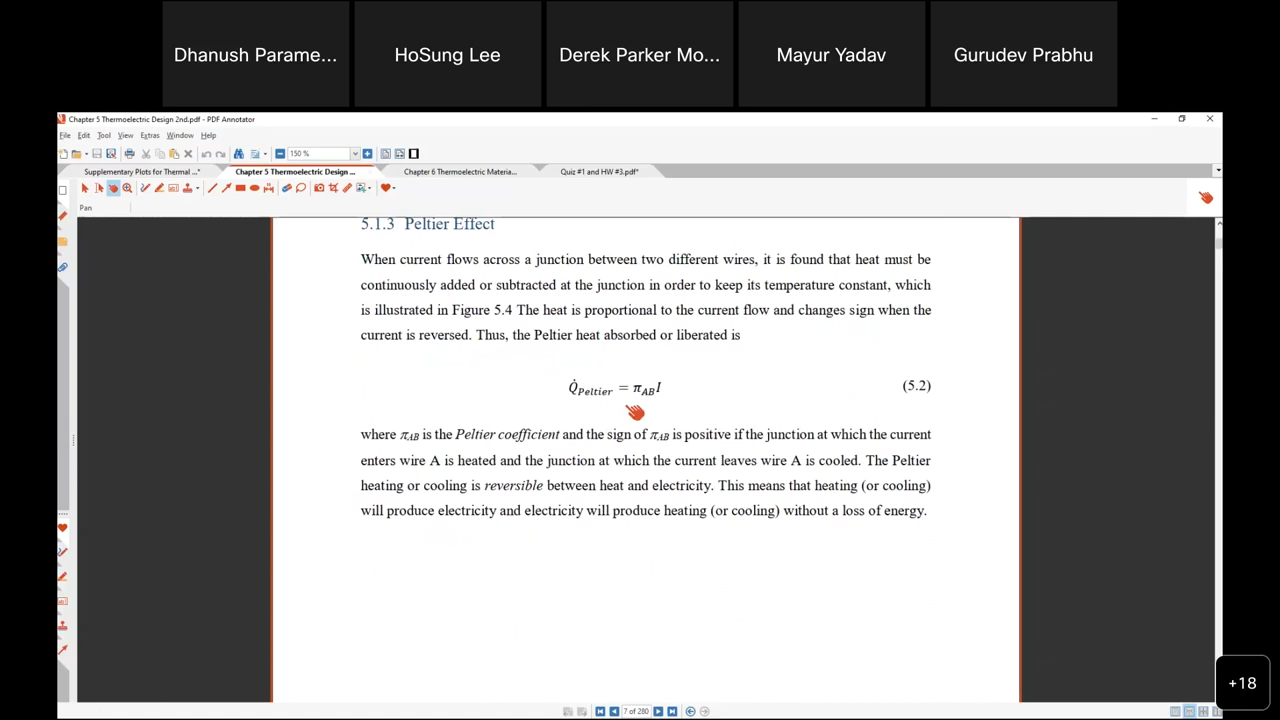 Dhanush Parame...
HoSung Lee
Derek Parker Mo...
Mayur Yadav
Gurudev Prabhu
Chapter 5 Thermoelectric Design 2nd.pdf - PDF Annotator
File Edit Tool View Extras Window Help
150 %
Supplementary Plots for Thermal ...*
Chapter 5 Thermoelectric Design ...
Chapter 6 Thermoelectric Materia...
Quiz #1 and HW #3.pdf*
Pan
5.1.3 Peltier Effect
When current flows across a junction between two different wires, it is found that heat must be
continuously added or subtracted at the junction in order to keep its temperature constant, which
is illustrated in Figure 5.4 The heat is proportional to the current flow and changes sign when the
current is reversed. Thus, the Peltier heat absorbed or liberated is
Q̇_Peltier = π_AB I (5.2)
where π_AB is the Peltier coefficient and the sign of π_AB is positive if the junction at which the current
enters wire A is heated and the junction at which the current leaves wire A is cooled. The Peltier
heating or cooling is reversible between heat and electricity. This means that heating (or cooling)
will produce electricity and electricity will produce heating (or cooling) without a loss of energy.
+18
7 of 280